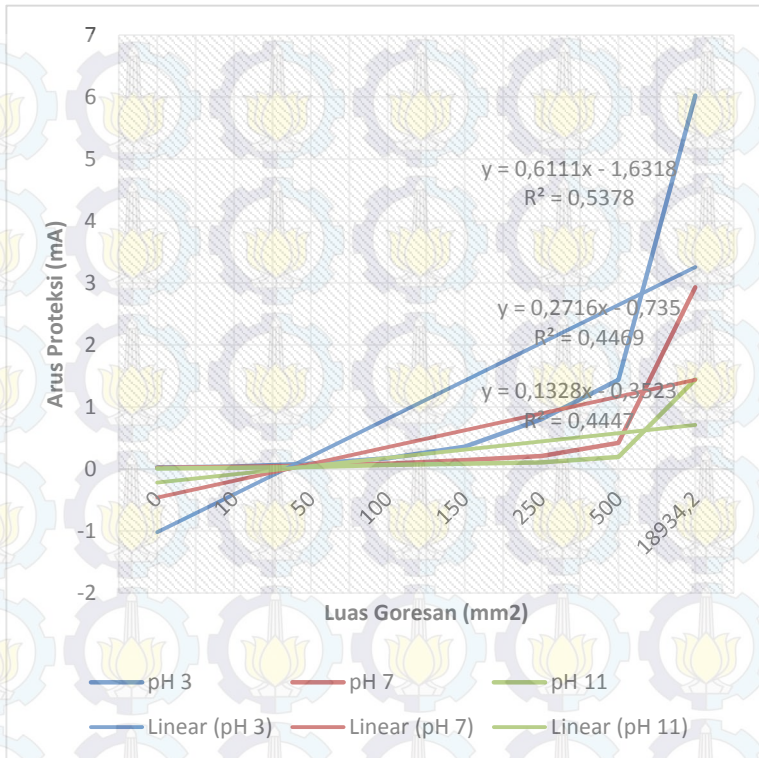 7
6
5
4
3
2
1
0
-1
-2
Arus Proteksi (mA)
y = 0,6111x - 1,6318
R² = 0,5378
y = 0,2716x - 0,735
R² = 0,4469
y = 0,1328x - 0,3523
R² = 0,4447
0 10 50 100 150 250 500 18934,2
Luas Goresan (mm2)
pH 3 pH 7 pH 11
Linear (pH 3) Linear (pH 7) Linear (pH 11)